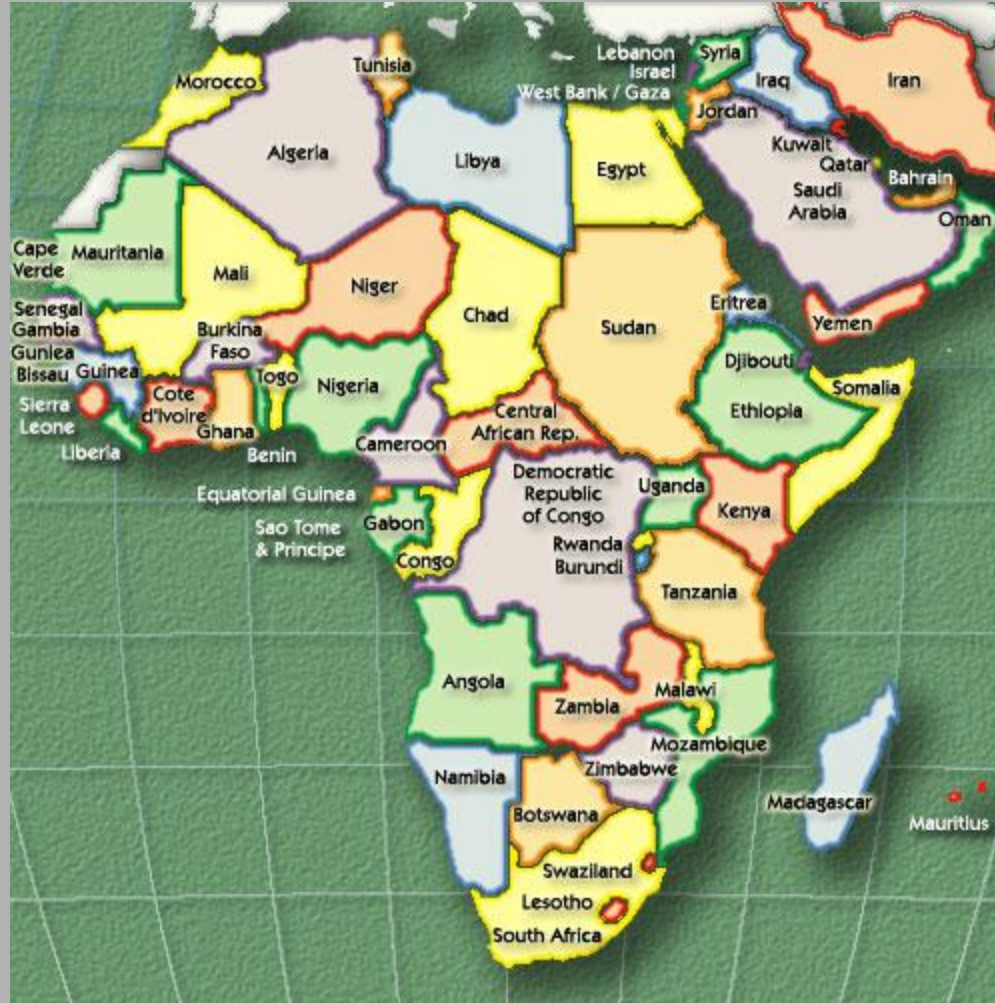 Lebanon
Israel
West Bank / Gaza
Syria
Iraq
Iran
Jordan
Kuwait
Qatar
Bahrain
Saudi
Arabia
Oman
Yemen
Morocco
Tunisia
Algeria
Libya
Egypt
Cape
Verde
Mauritania
Mali
Niger
Chad
Sudan
Eritrea
Senegal
Gambia
Guniea
Bissau
Guinea
Burkina
Faso
Togo
Nigeria
Djibouti
Somalia
Sierra
Leone
Cote
d'Ivoire
Ghana
Liberia
Benin
Cameroon
Central
African Rep.
Ethiopia
Equatorial Guinea
Sao Tome
& Principe
Gabon
Congo
Democratic
Republic
of Congo
Uganda
Kenya
Rwanda
Burundi
Tanzania
Angola
Zambia
Malawi
Mozambique
Namibia
Zimbabwe
Botswana
Madagascar
Mauritius
Swaziland
Lesotho
South Africa